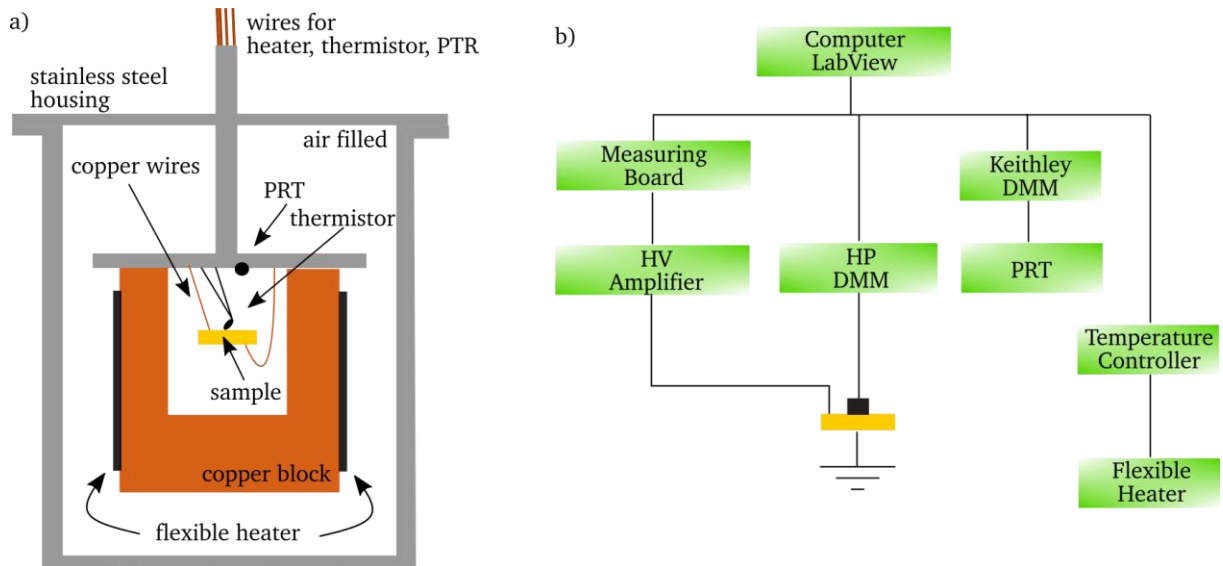 a)
wires for
heater, thermistor, PTR
stainless steel
housing
air filled
copper wires
PRT
thermistor
sample
copper block
flexible heater
b)
Computer
LabView
Measuring
Board
Keithley
DMM
HV
Amplifier
HP
DMM
PRT
Temperature
Controller
Flexible
Heater